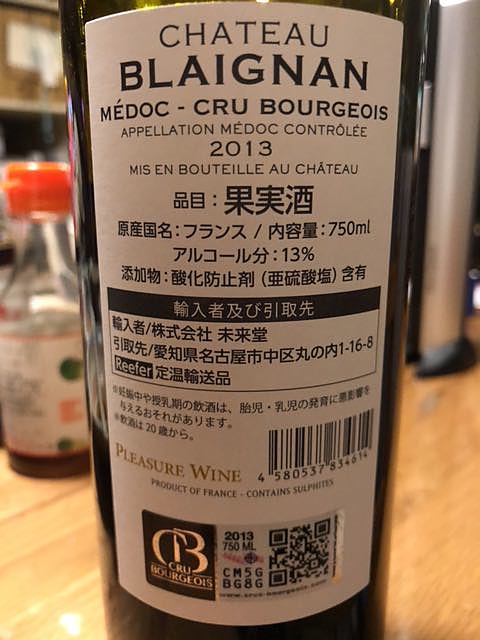 CHATEAU
BLAIGNAN
MÉDOC - CRU BOURGEOIS
APPELLATION MÉDOC CONTRÔLÉE
2013
MIS EN BOUTEILLE AU CHÂTEAU
品目：果実酒
原産国名：フランス / 内容量：750ml
アルコール分：13%
添加物：酸化防止剤（亜硫酸塩）含有
輸入者及び引取先
輸入者/株式会社 未来堂
引取先/愛知県名古屋市中区丸の内1-16-8
Reefer 定温輸送品
※妊娠中や授乳期の飲酒は、胎児・乳児の発育に悪影響を
与えるおそれがあります。
※飲酒は20歳から。
PLEASURE WINE
4 580537 834614
PRODUCT OF FRANCE - CONTAINS SULPHITES
CB
CRU
BOURGEOIS
2013
750 ML
CM5G
BG8G
www.crus-bourgeois.com